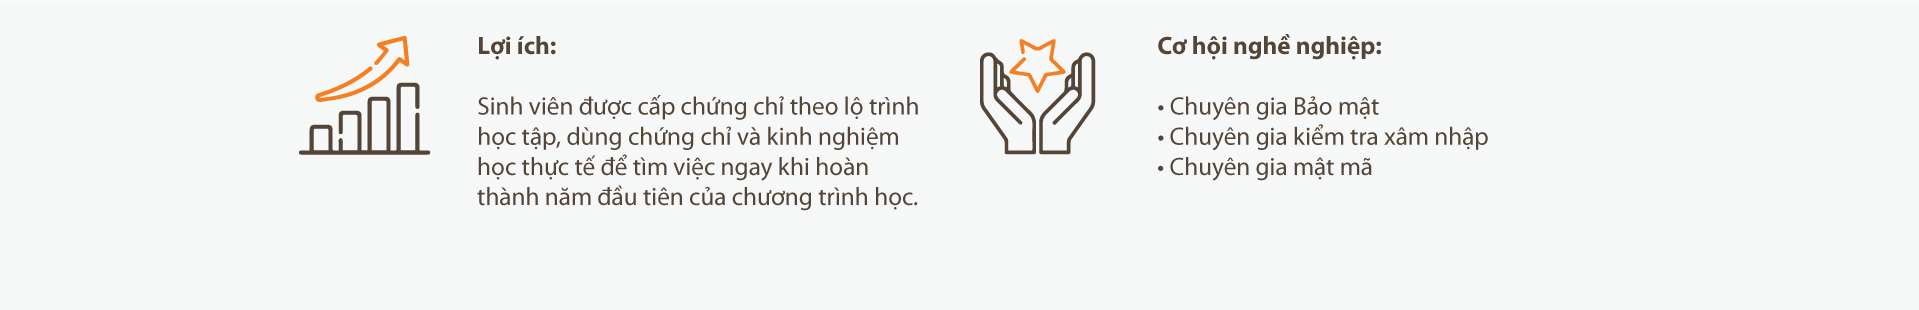 Lợi ích:
Sinh viên được cấp chứng chỉ theo lộ trình
học tập, dùng chứng chỉ và kinh nghiệm
học thực tế để tìm việc ngay khi hoàn
thành năm đầu tiên của chương trình học.
Cơ hội nghề nghiệp:
• Chuyên gia Bảo mật
• Chuyên gia kiểm tra xâm nhập
• Chuyên gia mật mã